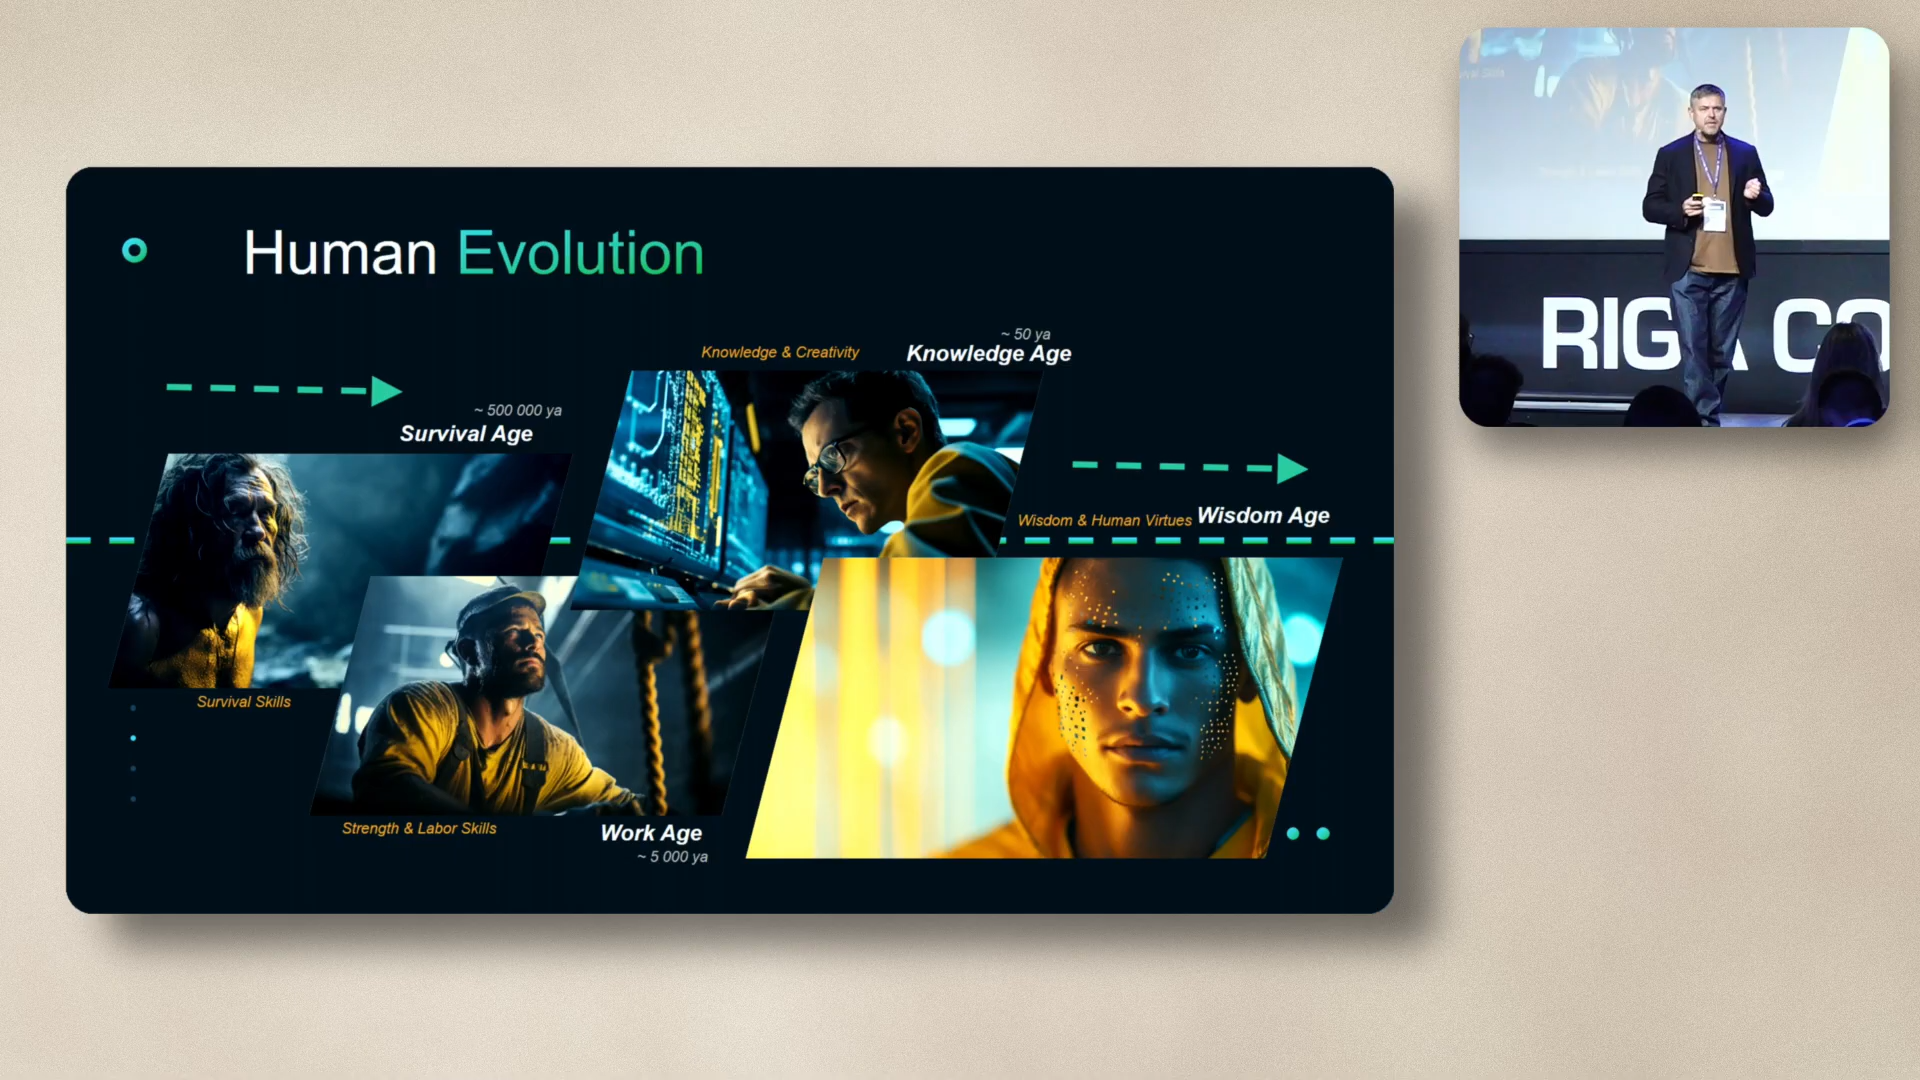 Human Evolution
~ 500 000 ya
Survival Age
Survival Skills
Strength & Labor Skills
Work Age
~ 5 000 ya
Knowledge & Creativity
~ 50 ya
Knowledge Age
Wisdom & Human Virtues
Wisdom Age
RIGA CO